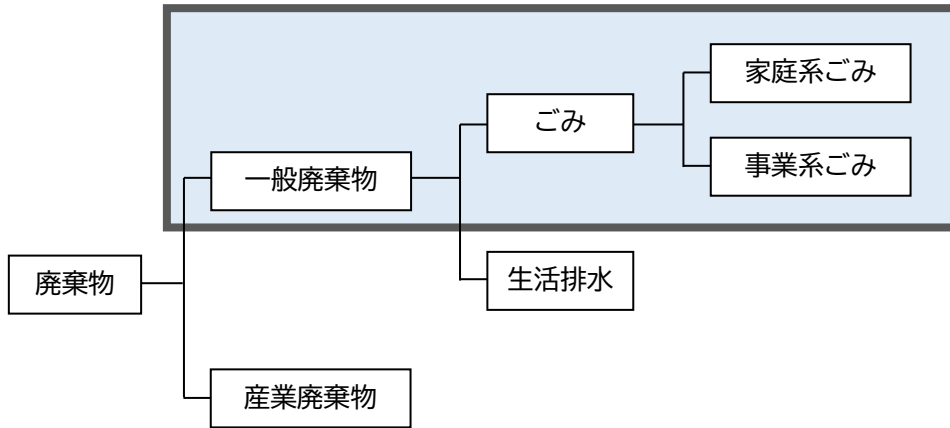 家庭系ごみ
ごみ
事業系ごみ
一般廃棄物
生活排水
廃棄物
産業廃棄物